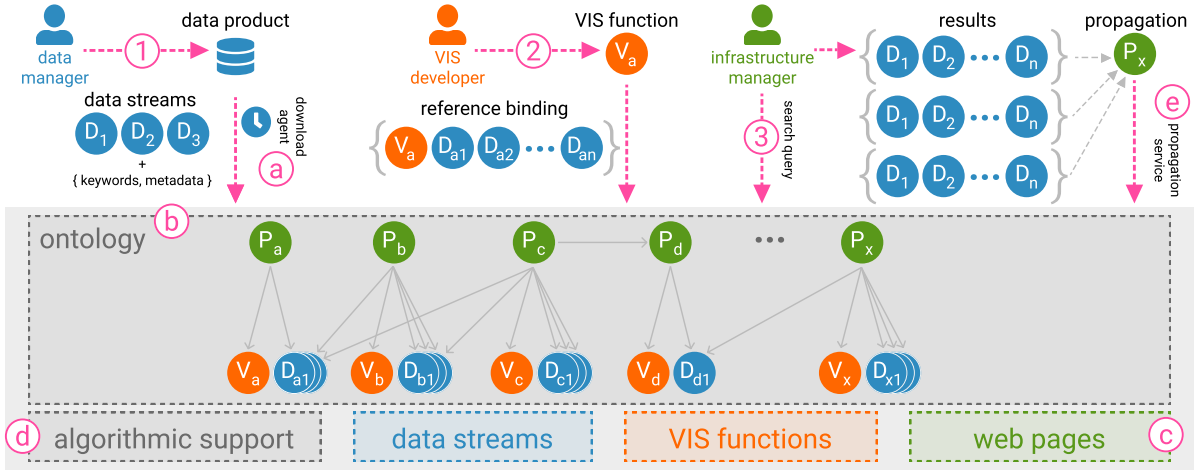 data
manager
1
data product
data streams
D1 D2 D3
+
{ keywords, metadata }
download
agent
a
VIS
developer
2
VIS function
Va
reference binding
{ Va Da1 Da2 ••• Dan }
infrastructure
manager
3
search query
results
{ D1 D2 ••• Dn }
{ D1 D2 ••• Dn }
{ D1 D2 ••• Dn }
propagation
Px
e
propagation
service
b
ontology
Pa Pb Pc Pd ••• Px
Va Da1 Vb Db1 Vc Dc1 Vd Dd1 Vx Dx1
d
algorithmic support
data streams
VIS functions
web pages
c